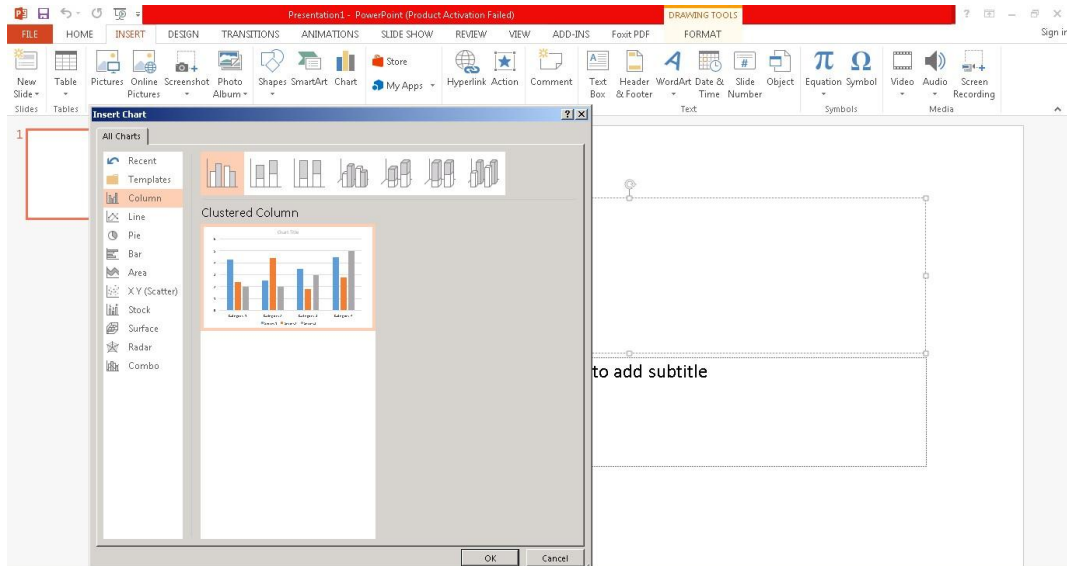 Presentation1 - PowerPoint (Product Activation Failed)
DRAWING TOOLS
FILE HOME INSERT DESIGN TRANSITIONS ANIMATIONS SLIDE SHOW REVIEW VIEW ADD-INS Foxit PDF FORMAT Sign in
New Slide Table Pictures Online Pictures Screenshot Photo Album Shapes SmartArt Chart Store My Apps Hyperlink Action Comment Text Box Header & Footer WordArt Date & Time Slide Number Object Equation Symbol Video Audio Screen Recording
Slides Tables Text Symbols Media
Insert Chart
1
All Charts
Recent
Templates
Column
Line
Pie
Bar
Area
X Y (Scatter)
Stock
Surface
Radar
Combo
Clustered Column
Chart Title
to add subtitle
OK Cancel